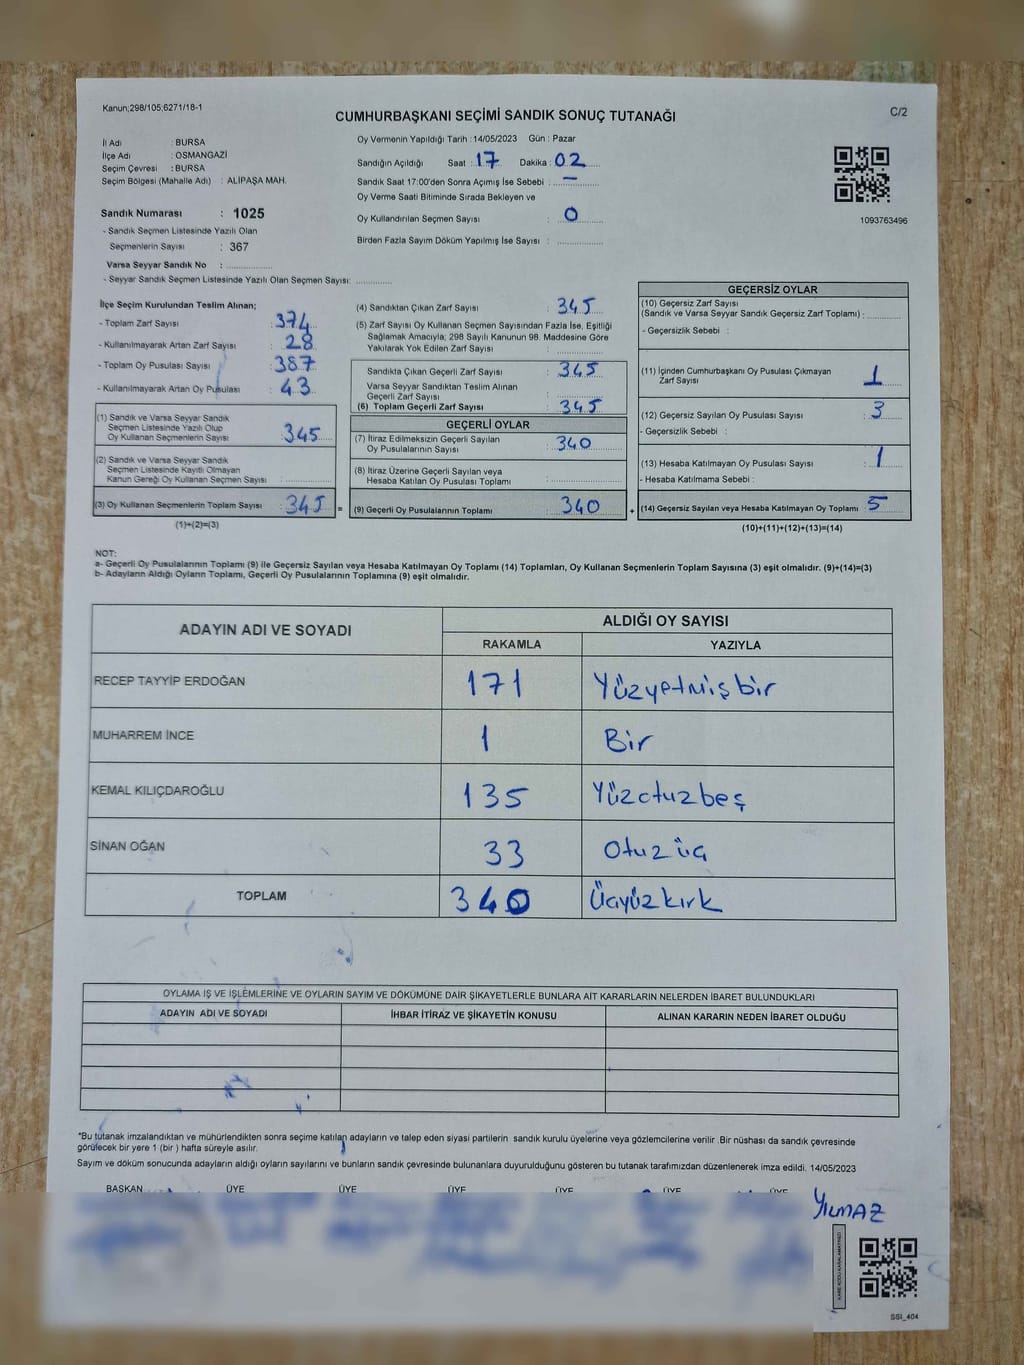 Kanun;298/105;6271/18-1
CUMHURBAŞKANI SEÇİMİ SANDIK SONUÇ TUTANAĞI
C/2
İl Adı : BURSA
İlçe Adı : OSMANGAZİ
Seçim Çevresi : BURSA
Seçim Bölgesi (Mahalle Adı) : ALİPAŞA MAH.
Oy Vermenin Yapıldığı Tarih : 14/05/2023 Gün : Pazar
Sandığın Açıldığı Saat : 17 Dakika : 02
Sandık Saat 17:00'den Sonra Açımış İse Sebebi : –
Oy Verme Saati Bitiminde Sırada Bekleyen ve
Oy Kullandırılan Seçmen Sayısı : 0
Birden Fazla Sayım Döküm Yapılmış İse Sayısı : ............
1093763496
Sandık Numarası : 1025
- Sandık Seçmen Listesinde Yazılı Olan
Seçmenlerin Sayısı : 367
Varsa Seyyar Sandık No : ............
- Seyyar Sandık Seçmen Listesinde Yazılı Olan Seçmen Sayısı: ............
İlçe Seçim Kurulundan Teslim Alınan;
- Toplam Zarf Sayısı : 374
- Kullanılmayarak Artan Zarf Sayısı : 28
- Toplam Oy Pusulası Sayısı : 387
- Kullanılmayarak Artan Oy Pusulası : 43
(1) Sandık ve Varsa Seyyar Sandık
Seçmen Listesinde Yazılı Olup
Oy Kullanan Seçmenlerin Sayısı : 345
(2) Sandık ve Varsa Seyyar Sandık
Seçmen Listesinde Kayıtlı Olmayan
Kanun Gereği Oy Kullanan Seçmen Sayısı : ............
(3) Oy Kullanan Seçmenlerin Toplam Sayısı : 345 =
(1)+(2)=(3)
(4) Sandıktan Çıkan Zarf Sayısı : 345
(5) Zarf Sayısı Oy Kullanan Seçmen Sayısından Fazla İse, Eşitliği
Sağlamak Amacıyla; 298 Sayılı Kanunun 98. Maddesine Göre
Yakılarak Yok Edilen Zarf Sayısı : ............
Sandıkta Çıkan Geçerli Zarf Sayısı : 345
Varsa Seyyar Sandıktan Teslim Alınan
Geçerli Zarf Sayısı : ............
(6) Toplam Geçerli Zarf Sayısı : 345
GEÇERLİ OYLAR
(7) İtiraz Edilmeksizin Geçerli Sayılan
Oy Pusulalarının Sayısı : 340
(8) İtiraz Üzerine Geçerli Sayılan veya
Hesaba Katılan Oy Pusulası Toplamı : ............
(9) Geçerli Oy Pusulalarının Toplamı : 340 +
GEÇERSİZ OYLAR
(10) Geçersiz Zarf Sayısı
(Sandık ve Varsa Seyyar Sandık Geçersiz Zarf Toplamı) : ............
- Geçersizlik Sebebi :
(11) İçinden Cumhurbaşkanı Oy Pusulası Çıkmayan
Zarf Sayısı : 1
(12) Geçersiz Sayılan Oy Pusulası Sayısı : 3
- Geçersizlik Sebebi :
(13) Hesaba Katılmayan Oy Pusulası Sayısı : 1
- Hesaba Katılmama Sebebi :
(14) Geçersiz Sayılan veya Hesaba Katılmayan Oy Toplamı : 5
(10)+(11)+(12)+(13)=(14)
NOT:
a- Geçerli Oy Pusulalarının Toplamı (9) ile Geçersiz Sayılan veya Hesaba Katılmayan Oy Toplamı (14) Toplamları, Oy Kullanan Seçmenlerin Toplam Sayısına (3) eşit olmalıdır. (9)+(14)=(3)
b- Adayların Aldığı Oyların Toplamı, Geçerli Oy Pusulalarının Toplamına (9) eşit olmalıdır.
ADAYIN ADI VE SOYADI
ALDIĞI OY SAYISI
RAKAMLA YAZIYLA
RECEP TAYYİP ERDOĞAN 171 Yüzyetmişbir
MUHARREM İNCE 1 Bir
KEMAL KILIÇDAROĞLU 135 Yüzotuzbeş
SİNAN OĞAN 33 Otuzüç
TOPLAM 340 Üçyüzkırk
OYLAMA İŞ VE İŞLEMLERİNE VE OYLARIN SAYIM VE DÖKÜMÜNE DAİR ŞİKAYETLERLE BUNLARA AİT KARARLARIN NELERDEN İBARET BULUNDUKLARI
ADAYIN ADI VE SOYADI İHBAR İTİRAZ VE ŞİKAYETİN KONUSU ALINAN KARARIN NEDEN İBARET OLDUĞU
*Bu tutanak imzalandıktan ve mühürlendikten sonra seçime katılan adayların ve talep eden siyasi partilerin sandık kurulu üyelerine veya gözlemcilerine verilir .Bir nüshası da sandık çevresinde
görülecek bir yere 1 (bir ) hafta süreyle asılır.
Sayım ve döküm sonucunda adayların aldığı oyların sayılarını ve bunların sandık çevresinde bulunanlara duyurulduğunu gösteren bu tutanak tarafımızdan düzenlenerek imza edildi. 14/05/2023
BAŞKAN ÜYE ÜYE ÜYE ÜYE ÜYE ÜYE
YILMAZ
SSI_404